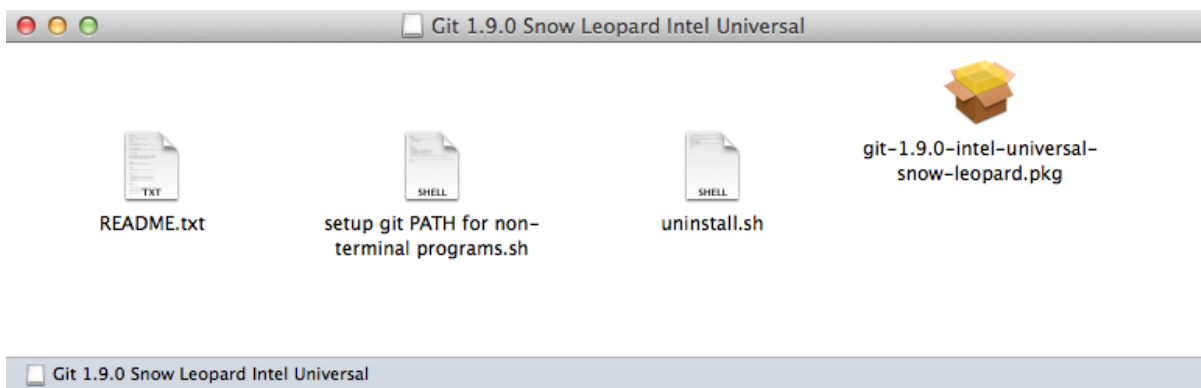 Git 1.9.0 Snow Leopard Intel Universal
TXT
README.txt
SHELL
setup git PATH for non-
terminal programs.sh
SHELL
uninstall.sh
git-1.9.0-intel-universal-
snow-leopard.pkg
Git 1.9.0 Snow Leopard Intel Universal